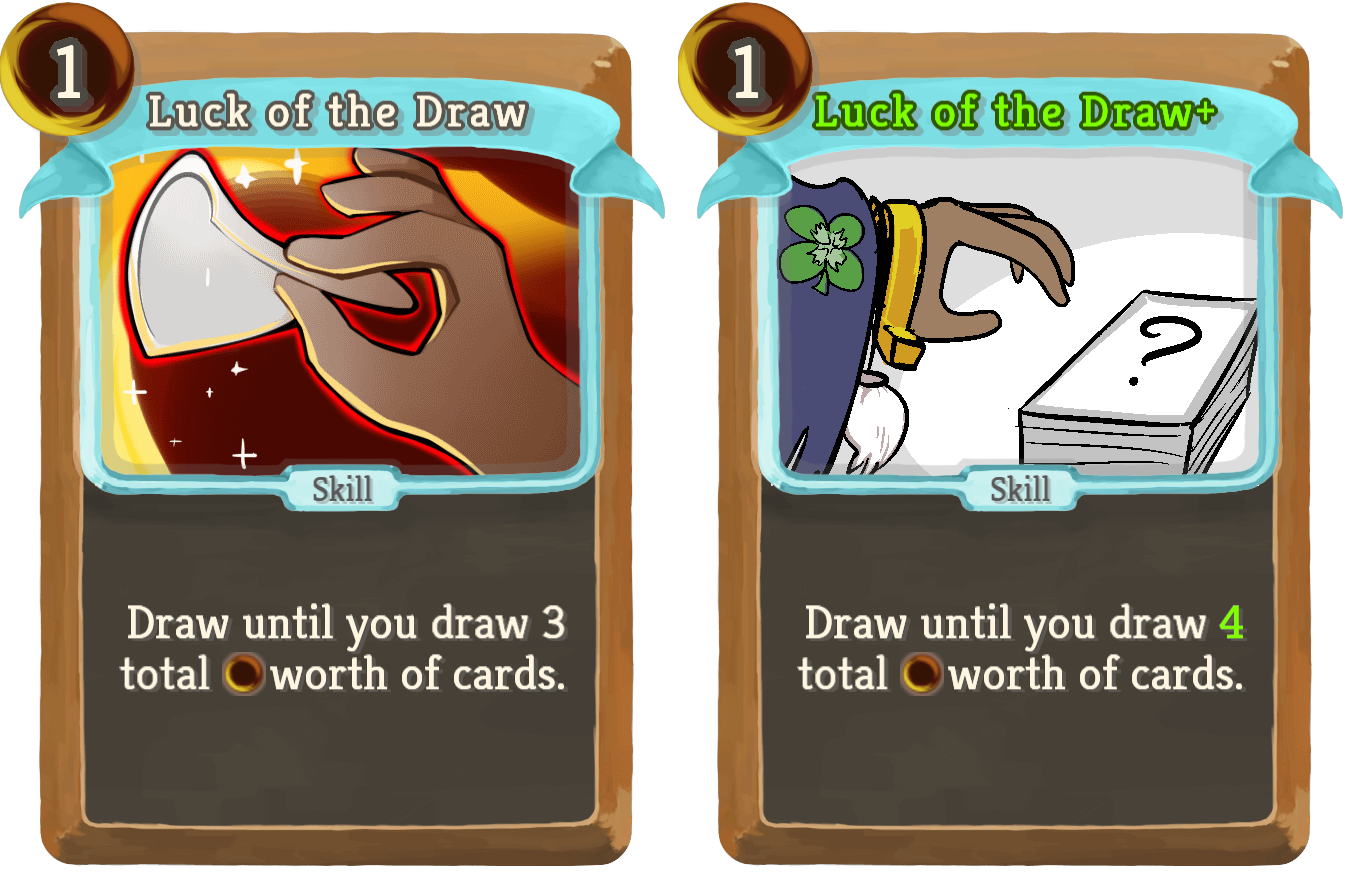 1
Luck of the Draw
Skill
Draw until you draw 3
total worth of cards.
1
Luck of the Draw+
?
Skill
Draw until you draw 4
total worth of cards.